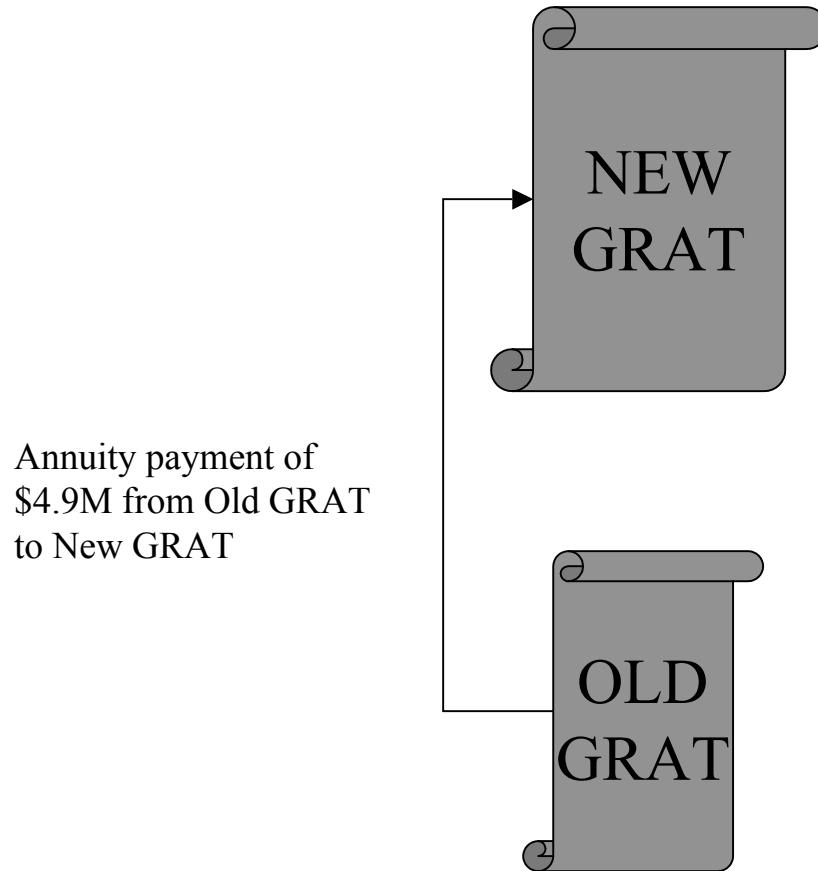 NEW
GRAT
Annuity payment of
$4.9M from Old GRAT
to New GRAT
OLD
GRAT